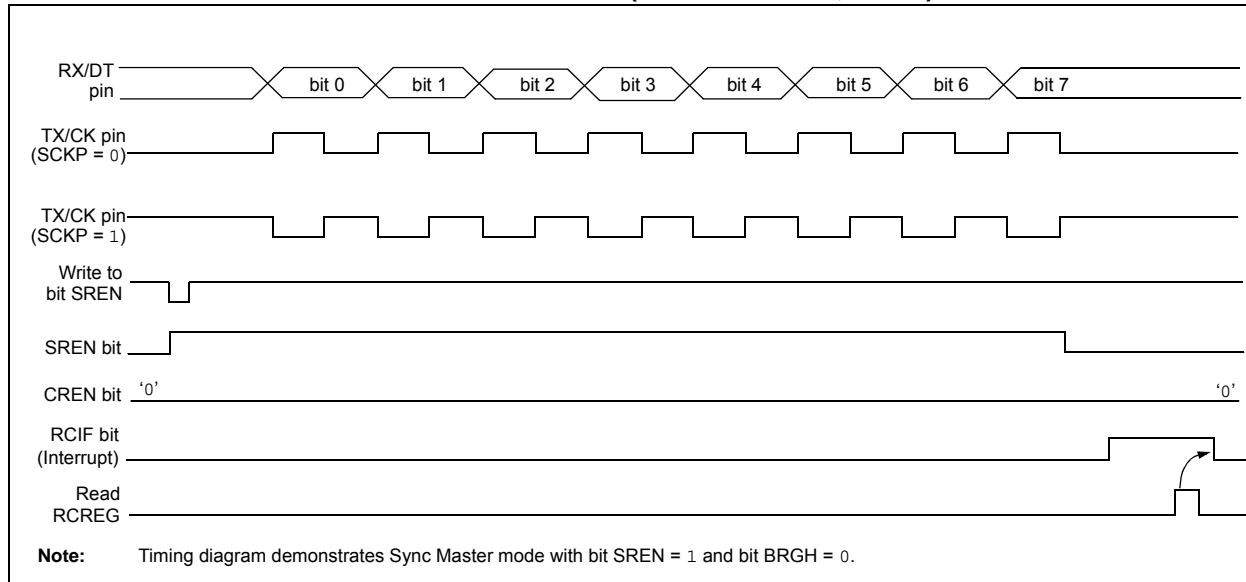 RX/DT
pin
bit 0 bit 1 bit 2 bit 3 bit 4 bit 5 bit 6 bit 7
TX/CK pin
(SCKP = 0)
TX/CK pin
(SCKP = 1)
Write to
bit SREN
SREN bit
CREN bit ‘0’ ‘0’
RCIF bit
(Interrupt)
Read
RCREG
Note: Timing diagram demonstrates Sync Master mode with bit SREN = 1 and bit BRGH = 0.